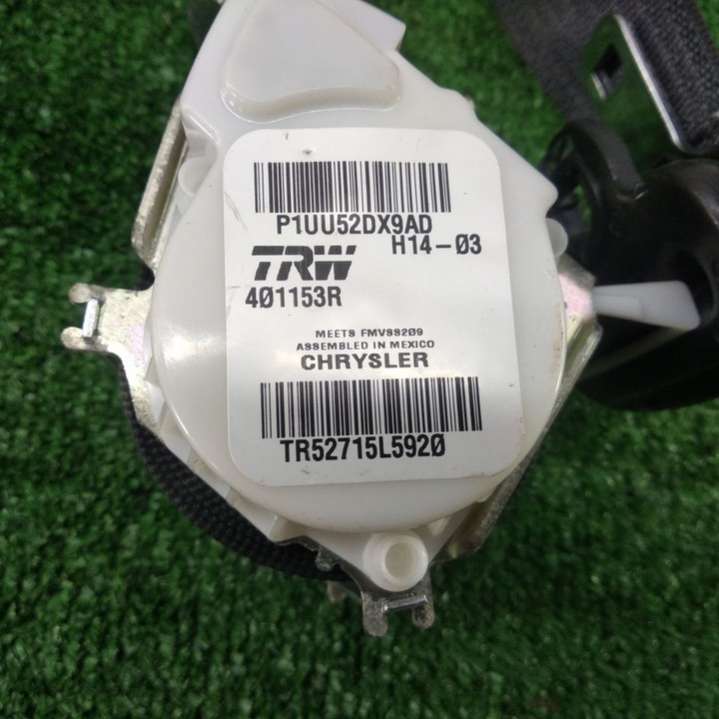 P1UU52DX9AD
H14-03
TRW
401153R
MEETS FMVSS209
ASSEMBLED IN MEXICO
CHRYSLER
TR52715L5920